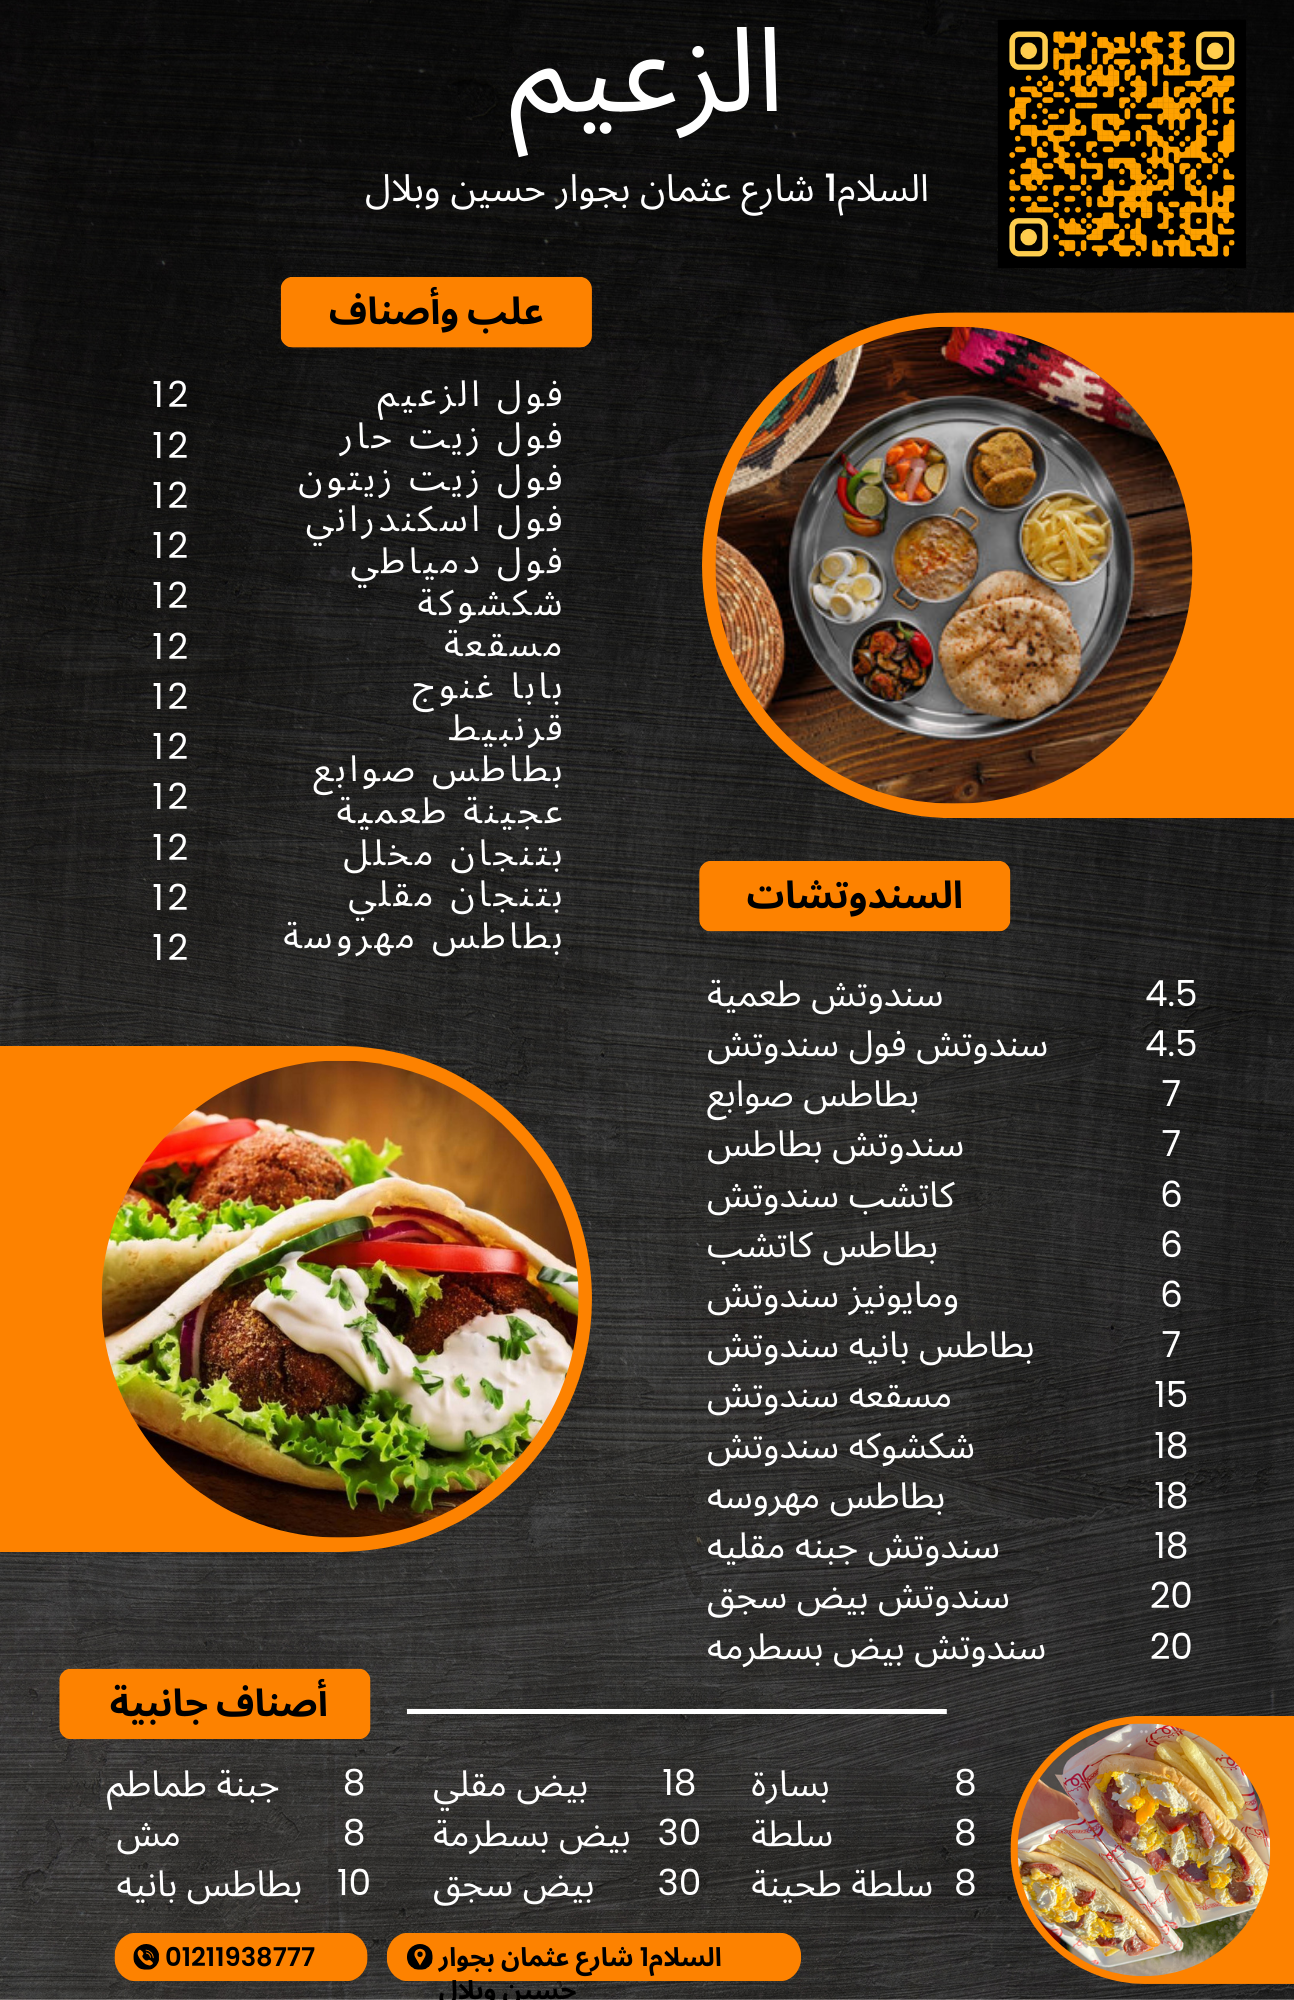 الزعيم
السلام1 شارع عثمان بجوار حسين وبلال
علب وأصناف
فول الزعيم 12
فول زيت حار 12
فول زيت زيتون 12
فول اسكندراني 12
فول دمياطي 12
شكشوكة 12
مسقعة 12
بابا غنوج 12
قرنبيط 12
بطاطس صوابع 12
عجينة طعمية 12
بتنجان مخلل 12
بتنجان مقلي
بطاطس مهروسة
السندوتشات
سندوتش طعمية 4.5
سندوتش فول سندوتش 4.5
بطاطس صوابع 7
سندوتش بطاطس 7
كاتشب سندوتش 6
بطاطس كاتشب 6
ومايونيز سندوتش 6
بطاطس بانيه سندوتش 7
مسقعه سندوتش 15
شكشوكه سندوتش 18
بطاطس مهروسه 18
سندوتش جبنه مقليه 18
سندوتش بيض سجق 20
سندوتش بيض بسطرمه 20
أصناف جانبية
جبنة طماطم 8
مش 8
بطاطس بانيه 10
بيض مقلي 18
بيض بسطرمة 30
بيض سجق 30
بسارة 8
سلطة 8
سلطة طحينة 8
01211938777
السلام1 شارع عثمان بجوار
حسين وبلال